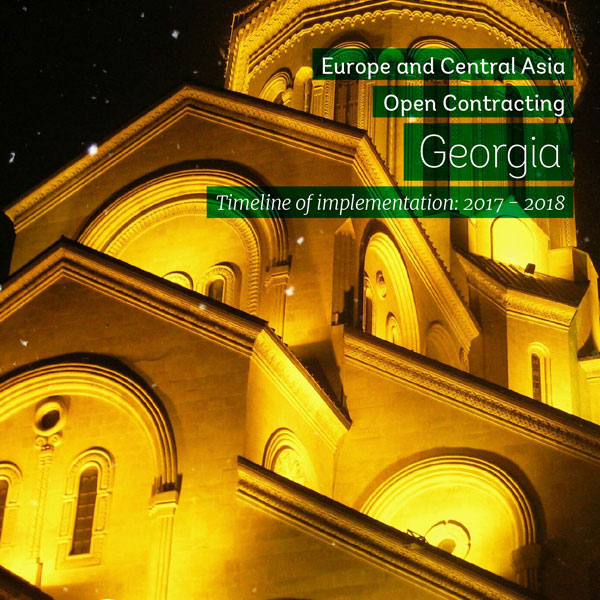 Europe and Central Asia
Open Contracting
Georgia
Timeline of implementation: 2017 - 2018